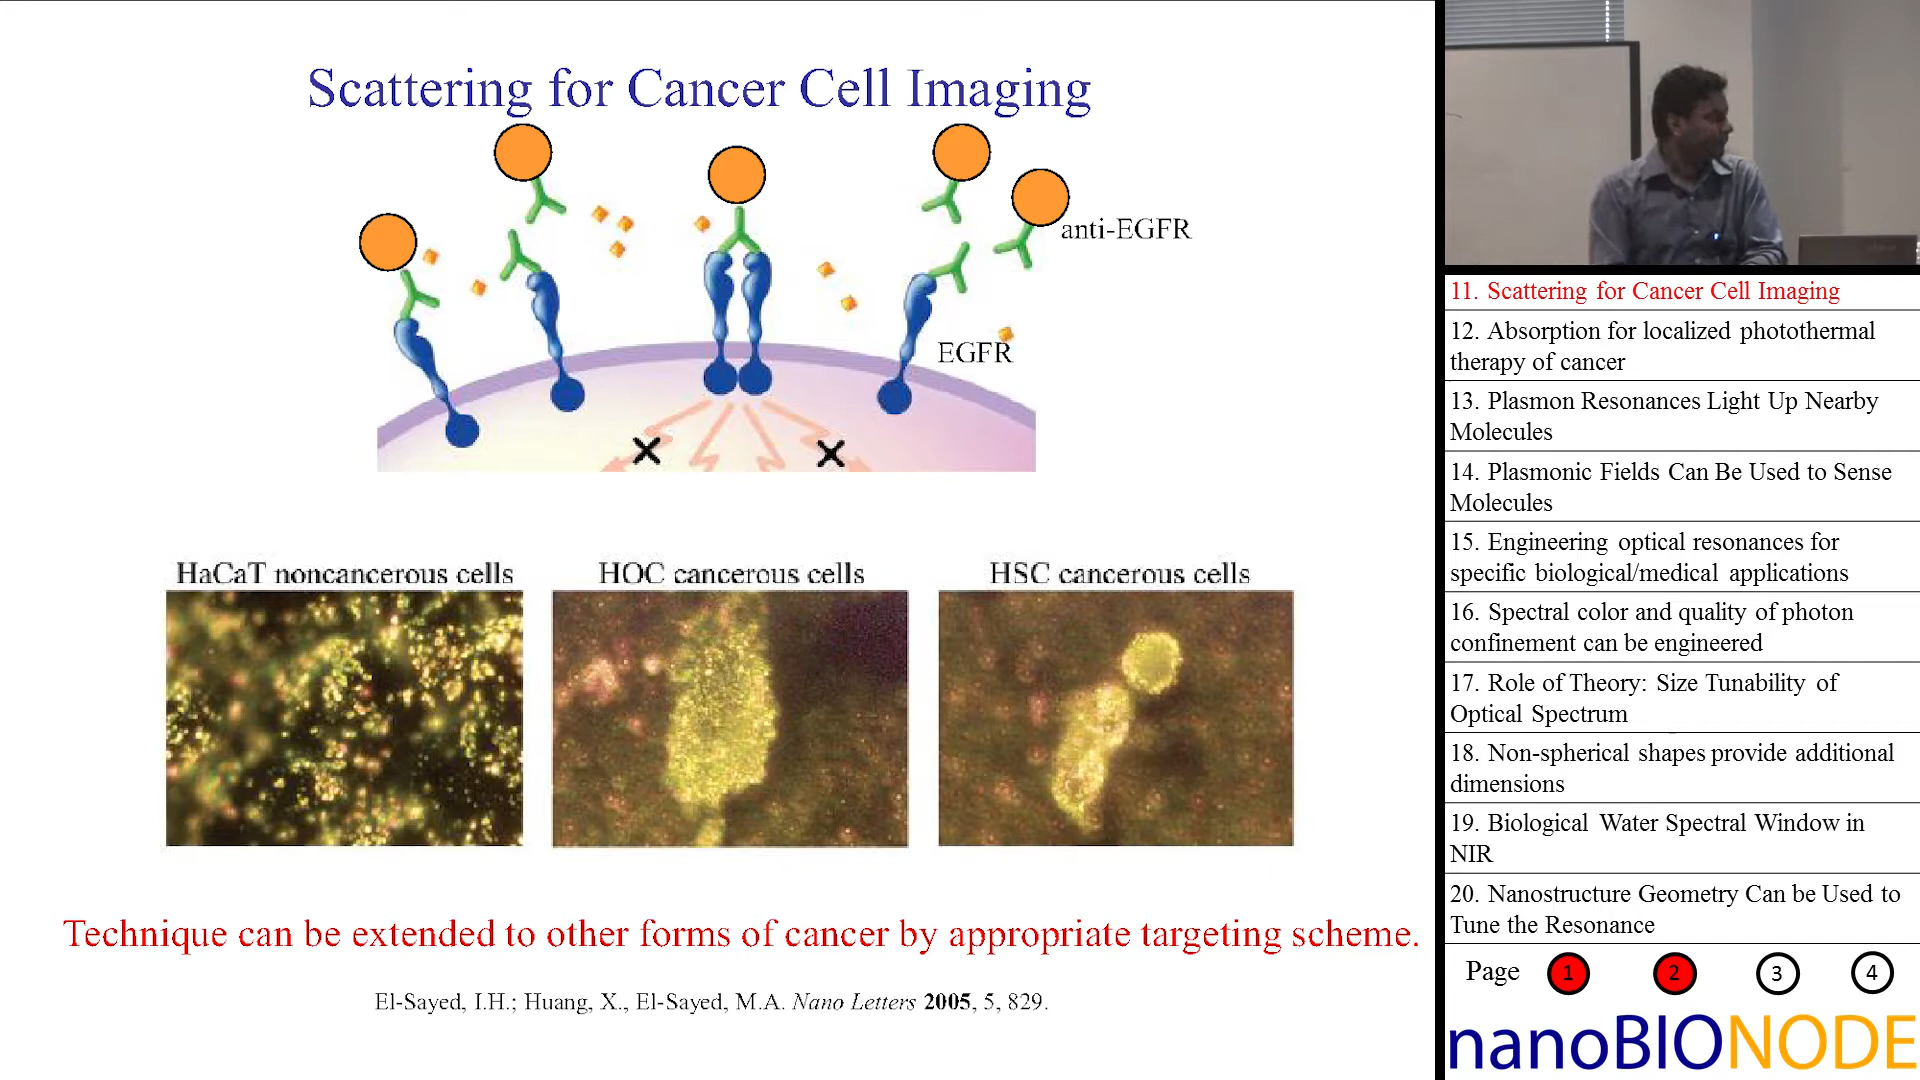 Scattering for Cancer Cell Imaging
anti-EGFR
EGFR
HaCaT noncancerous cells
HOC cancerous cells
HSC cancerous cells
Technique can be extended to other forms of cancer by appropriate targeting scheme.
El-Sayed, I.H.; Huang, X., El-Sayed, M.A. Nano Letters 2005, 5, 829.
11. Scattering for Cancer Cell Imaging
12. Absorption for localized photothermal
therapy of cancer
13. Plasmon Resonances Light Up Nearby
Molecules
14. Plasmonic Fields Can Be Used to Sense
Molecules
15. Engineering optical resonances for
specific biological/medical applications
16. Spectral color and quality of photon
confinement can be engineered
17. Role of Theory: Size Tunability of
Optical Spectrum
18. Non-spherical shapes provide additional
dimensions
19. Biological Water Spectral Window in
NIR
20. Nanostructure Geometry Can be Used to
Tune the Resonance
Page 1 2 3 4
nanoBIONODE